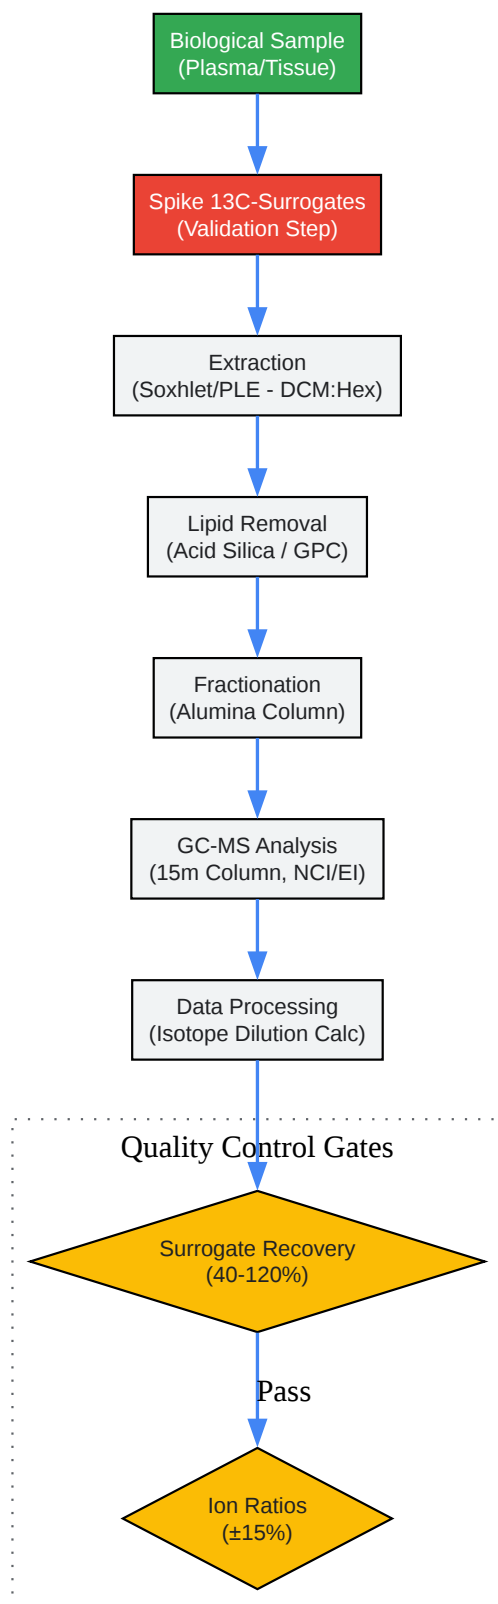 Biological Sample
(Plasma/Tissue)
Spike 13C-Surrogates
(Validation Step)
Extraction
(Soxhlet/PLE - DCM:Hex)
Lipid Removal
(Acid Silica / GPC)
Fractionation
(Alumina Column)
GC-MS Analysis
(15m Column, NCI/EI)
Data Processing
(Isotope Dilution Calc)
Quality Control Gates
Surrogate Recovery
(40-120%)
Pass
Ion Ratios
(±15%)